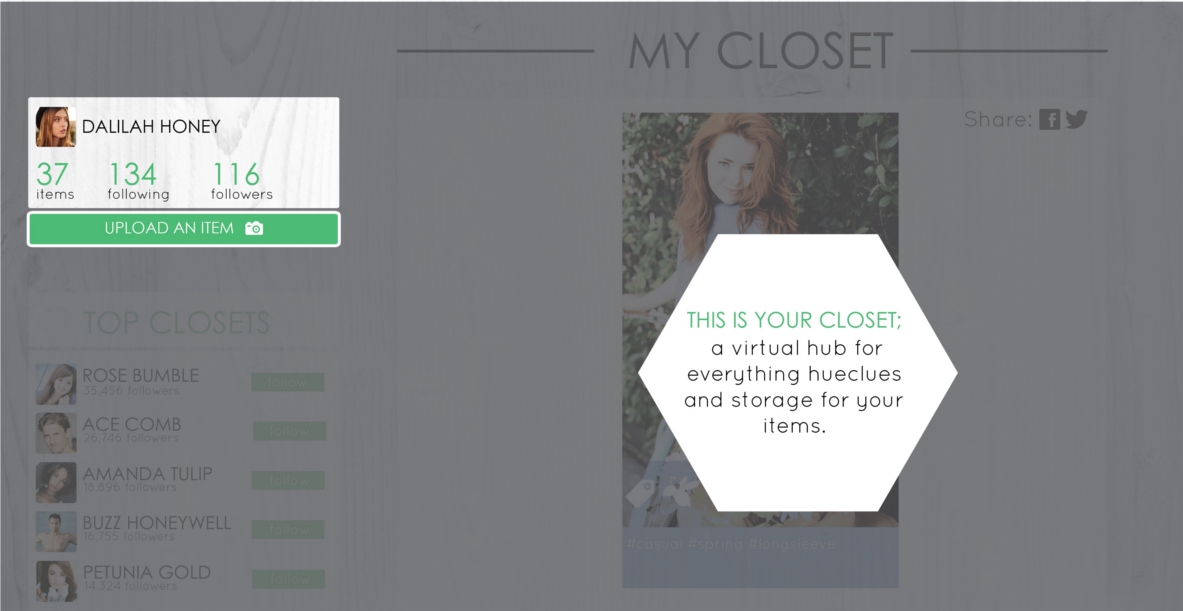 MY CLOSET
Share:
DALILAH HONEY
37 134 116
items following followers
UPLOAD AN ITEM
TOP CLOSETS
ROSE BUMBLE
35,456 followers
follow
ACE COMB
26,746 followers
follow
AMANDA TULIP
16,896 followers
follow
BUZZ HONEYWELL
16,755 followers
follow
PETUNIA GOLD
14,324 followers
follow
THIS IS YOUR CLOSET;
a virtual hub for
everything hueclues
and storage for your
items.
#casual #spring #longsleeve